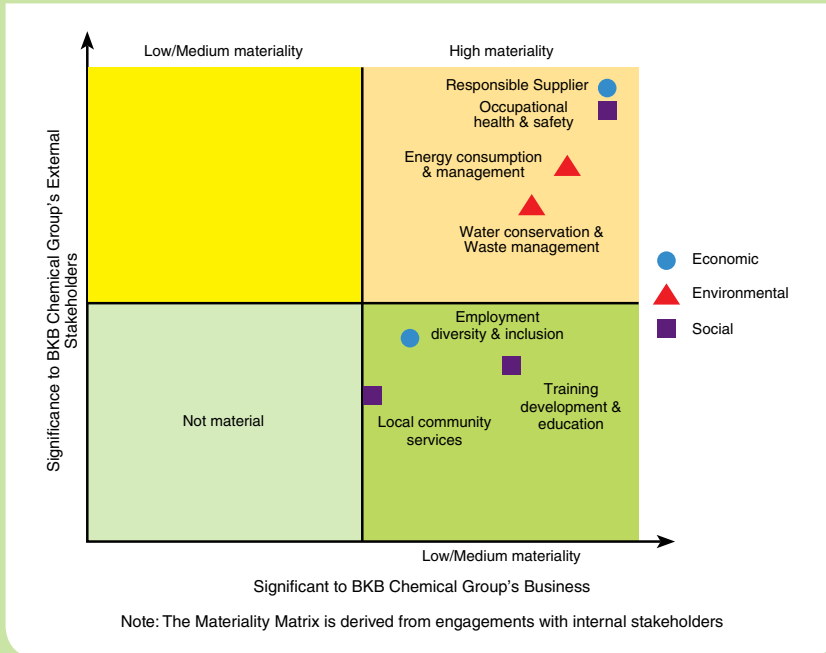 Low/Medium materiality
High materiality
Significance to BKB Chemical Group's External
Stakeholders
Responsible Supplier
Occupational
health & safety
Energy consumption
& management
Water conservation &
Waste management
Economic
Environmental
Social
Employment
diversity & inclusion
Training
development &
education
Local community
services
Not material
Low/Medium materiality
Significant to BKB Chemical Group's Business
Note: The Materiality Matrix is derived from engagements with internal stakeholders